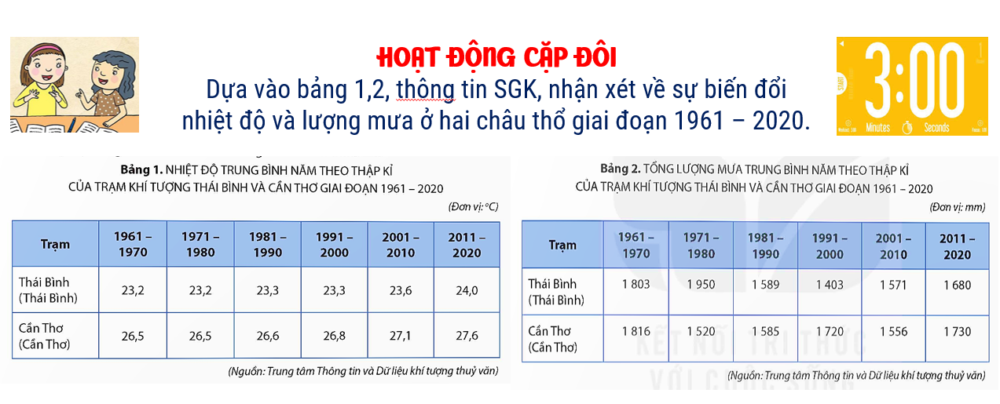 HOẠT ĐỘNG CẶP ĐÔI
Dựa vào bảng 1,2, thông tin SGK, nhận xét về sự biến đổi
nhiệt độ và lượng mưa ở hai châu thổ giai đoạn 1961 – 2020.
START
3:00
Minutes
Seconds
Bảng 1. NHIỆT ĐỘ TRUNG BÌNH NĂM THEO THẬP KỈ
CỦA TRẠM KHÍ TƯỢNG THÁI BÌNH VÀ CẦN THƠ GIAI ĐOẠN 1961 – 2020
(Đơn vị: °C)
Trạm 1961 – 1970 1971 – 1980 1981 – 1990 1991 – 2000 2001 – 2010 2011 – 2020
Thái Bình (Thái Bình) 23,2 23,2 23,3 23,3 23,6 24,0
Cần Thơ (Cần Thơ) 26,5 26,5 26,6 26,8 27,1 27,6
(Nguồn: Trung tâm Thông tin và Dữ liệu khí tượng thuỷ văn)
Bảng 2. TỔNG LƯỢNG MƯA TRUNG BÌNH NĂM THEO THẬP KỈ
CỦA TRẠM KHÍ TƯỢNG THÁI BÌNH VÀ CẦN THƠ GIAI ĐOẠN 1961 – 2020
(Đơn vị: mm)
Trạm 1961 – 1970 1971 – 1980 1981 – 1990 1991 – 2000 2001 – 2010 2011 – 2020
Thái Bình (Thái Bình) 1 803 1 950 1 589 1 403 1 571 1 680
Cần Thơ (Cần Thơ) 1 816 1 520 1 585 1 720 1 556 1 730
KẾT NỐI TRI THỨC
VỚI CUỘC SỐNG
(Nguồn: Trung tâm Thông tin và Dữ liệu khí tượng thuỷ văn)